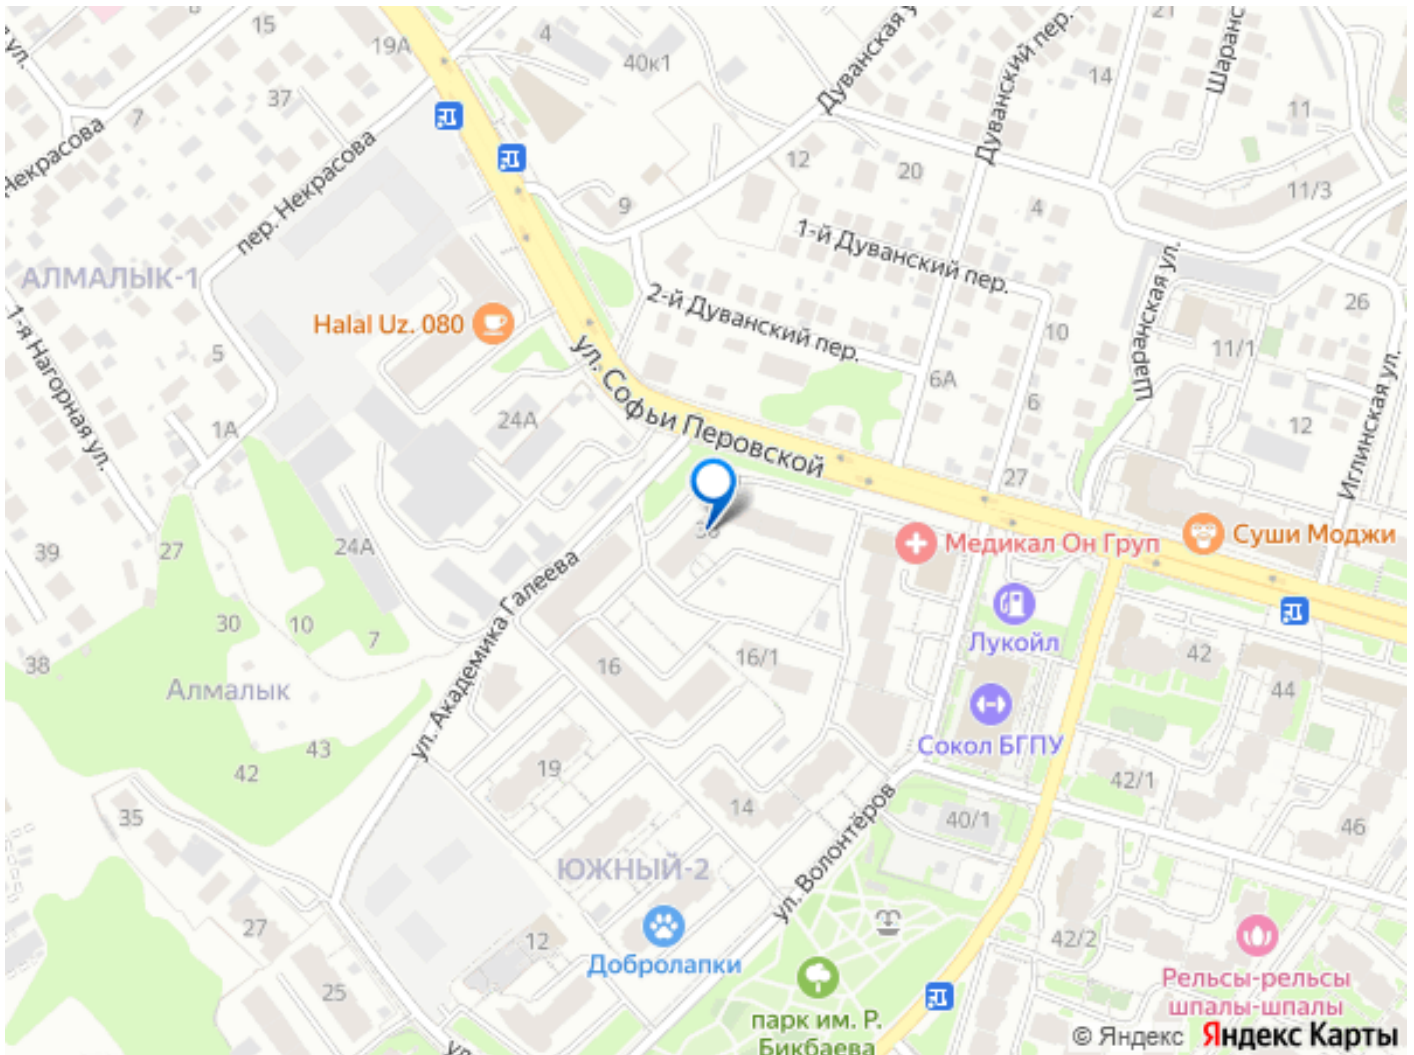 15
19А
4
40к1
21
Дуванская у
Дуванский пер.
14
Шаранс
ул.
Некрасова
7
37
пер. Некрасова
11
12
20
11/3
9
4
АЛМАЛЫК-1
1-й Дуванский пер.
Шаранская ул.
2-й Дуванский пер.
26
1-я Нагорная ул.
Halal Uz. 080
5
ул. Софьи Перовской
10
11/1
Иглинская ул.
6А
6
12
1А
24А
27
39
27
24А
Медикал Он Груп
Суши Моджи
ул. Академика Галеева
Лукойл
30
10
7
38
16
16/1
42
44
Алмалык
43
42
Сокол БГПУ
19
14
42/1
35
40/1
46
ЮЖНЫЙ-2
ул. Волонтёров
27
12
Добролапки
42/2
25
Рельсы-рельсы
шпалы-шпалы
парк им. Р.
Бикбаева
© Яндекс Яндекс Карты